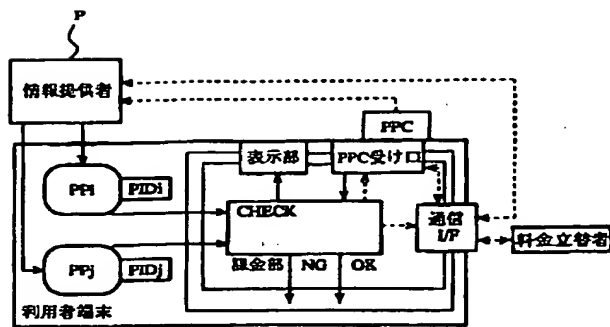 P
情報提供者
PPC
表示部
PPC受け口
PPi
PIDi
CHECK
通信
I/F
料金立替者
PPj
PIDj
課金部
NG
OK
利用者端末